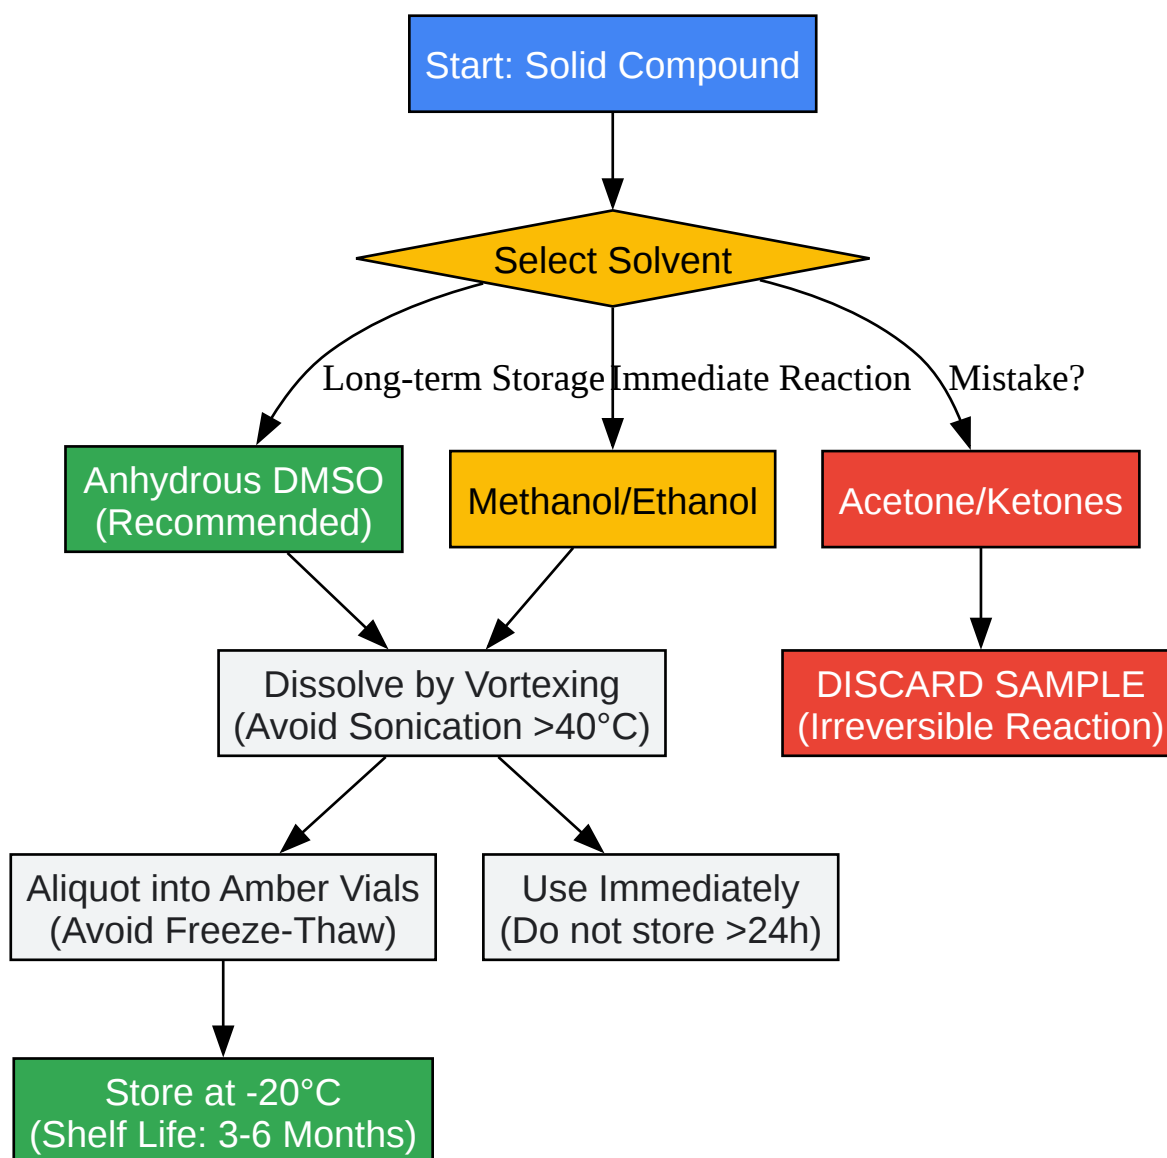 Start: Solid Compound
Select Solvent
Long-term Storage
Immediate Reaction
Mistake?
Anhydrous DMSO
(Recommended)
Methanol/Ethanol
Acetone/Ketones
Dissolve by Vortexing
(Avoid Sonication >40°C)
DISCARD SAMPLE
(Irreversible Reaction)
Aliquot into Amber Vials
(Avoid Freeze-Thaw)
Use Immediately
(Do not store >24h)
Store at -20°C
(Shelf Life: 3-6 Months)